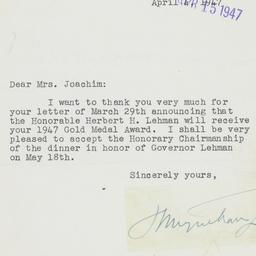 April
15 1947
Dear Mrs. Joachim:
I want to thank you very much for
your letter of March 29th announcing that
the Honorable Herbert H. Lehman will receive
your 1947 Gold Medal Award. I shall be very
pleased to accept the Honorary Chairmanship
of the dinner in honor of Governor Lehman
on May 18th.
Sincerely yours,